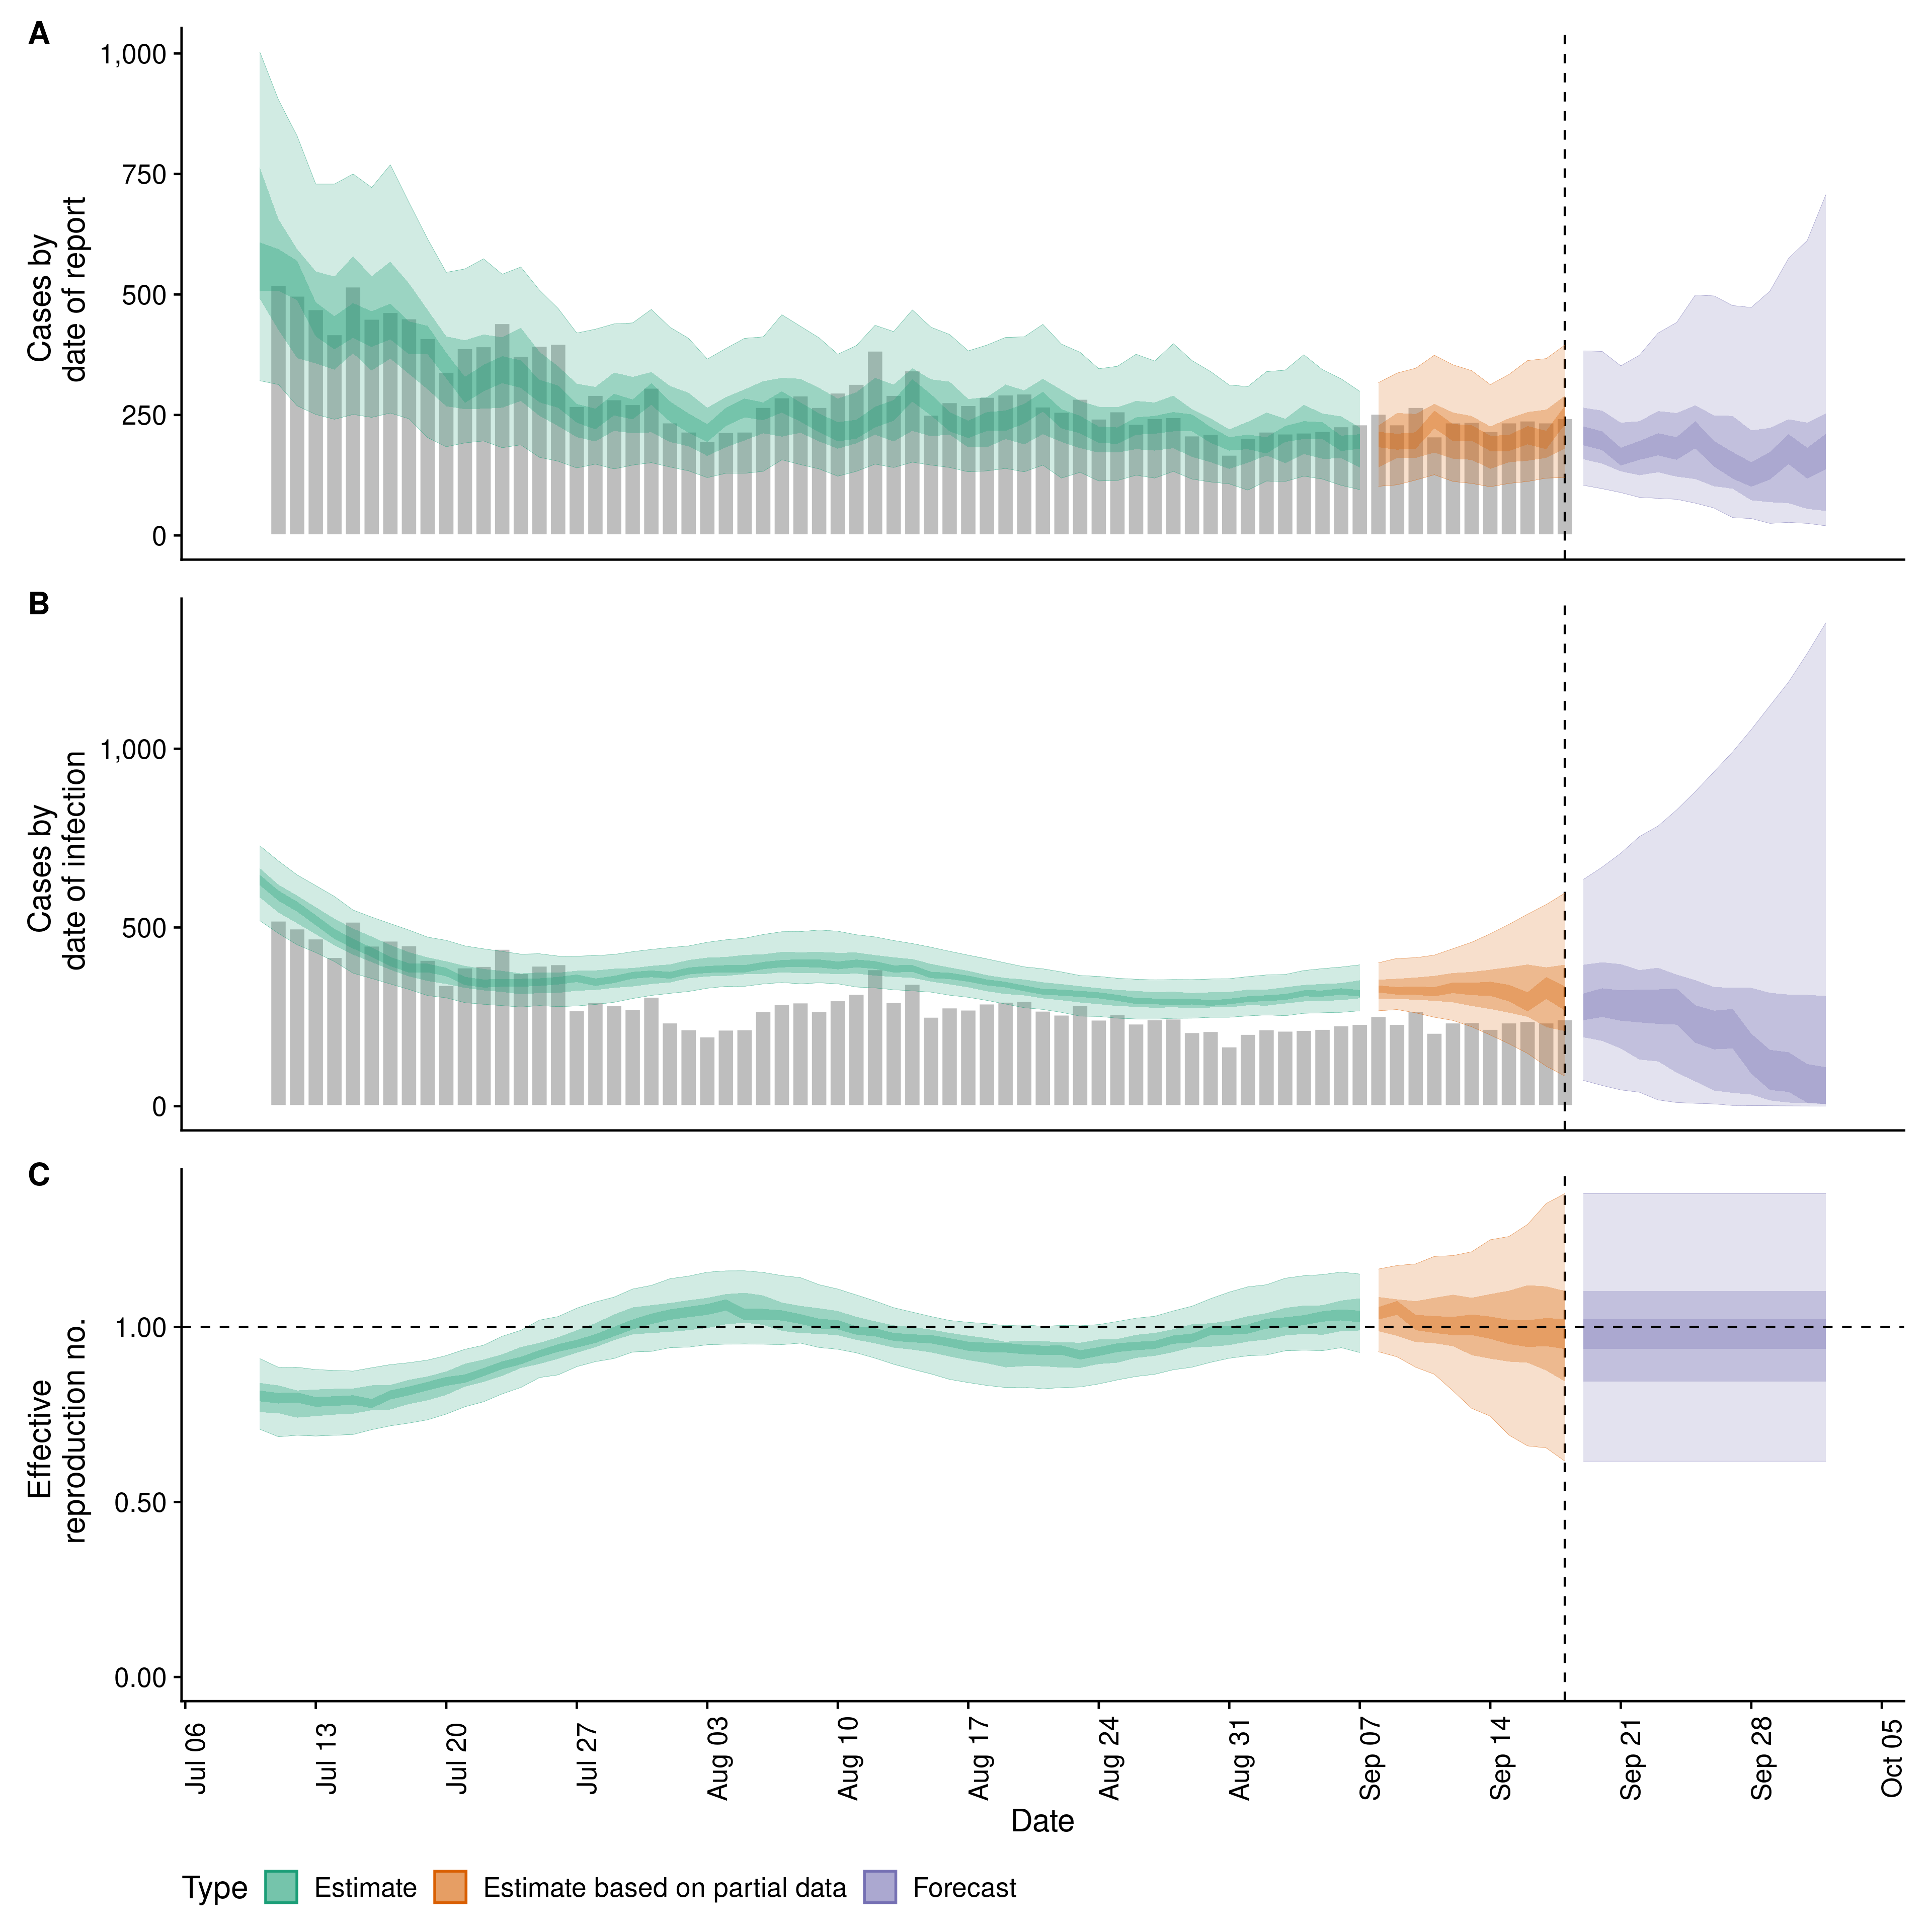 A
Cases by
date of report
1,000
750
500
250
0
B
Cases by
date of infection
1,000
500
0
C
Effective
reproduction no.
1.00
0.50
0.00
Jul 06
Jul 13
Jul 20
Jul 27
Aug 03
Aug 10
Aug 17
Aug 24
Aug 31
Sep 07
Sep 14
Sep 21
Sep 28
Oct 05
Date
Type Estimate Estimate based on partial data Forecast